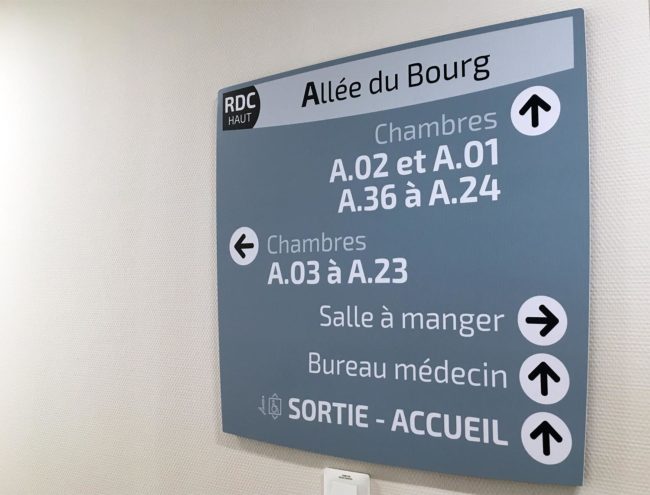 RDC
HAUT
Allée du Bourg
Chambres
A.02 et A.01
A.36 à A.24
Chambres
A.03 à A.23
Salle à manger
Bureau médecin
SORTIE - ACCUEIL